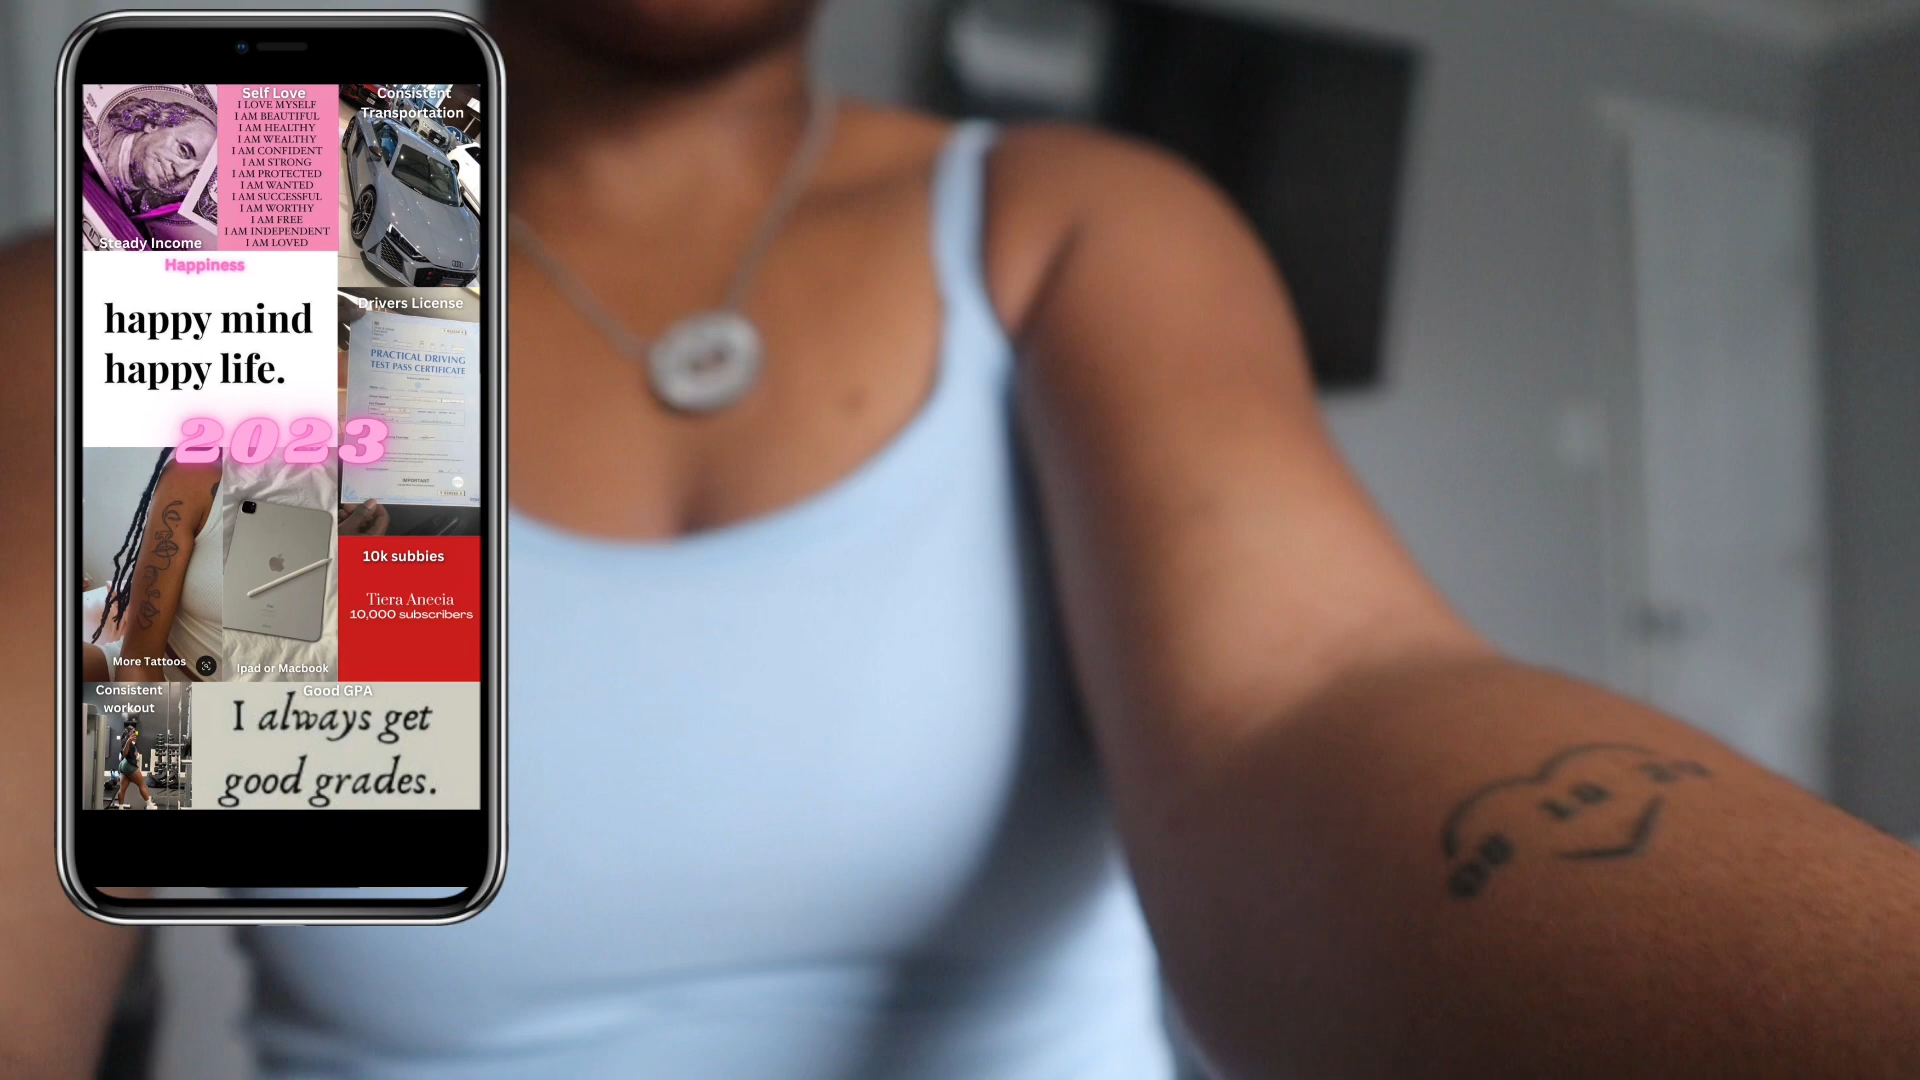 Self Love
I LOVE MYSELF
I AM BEAUTIFUL
I AM HEALTHY
I AM WEALTHY
I AM CONFIDENT
I AM STRONG
I AM PROTECTED
I AM WANTED
I AM SUCCESSFUL
I AM WORTHY
I AM FREE
I AM INDEPENDENT
I AM LOVED
Consistent
Transportation
Steady Income
Happiness
happy mind
happy life.
Drivers License
PRACTICAL DRIVING
TEST PASS CERTIFICATE
IMPORTANT
2023
10k subbies
Tiera Anecia
10,000 subscribers
More Tattoos
Ipad or Macbook
Consistent
workout
Good GPA
I always get
good grades.